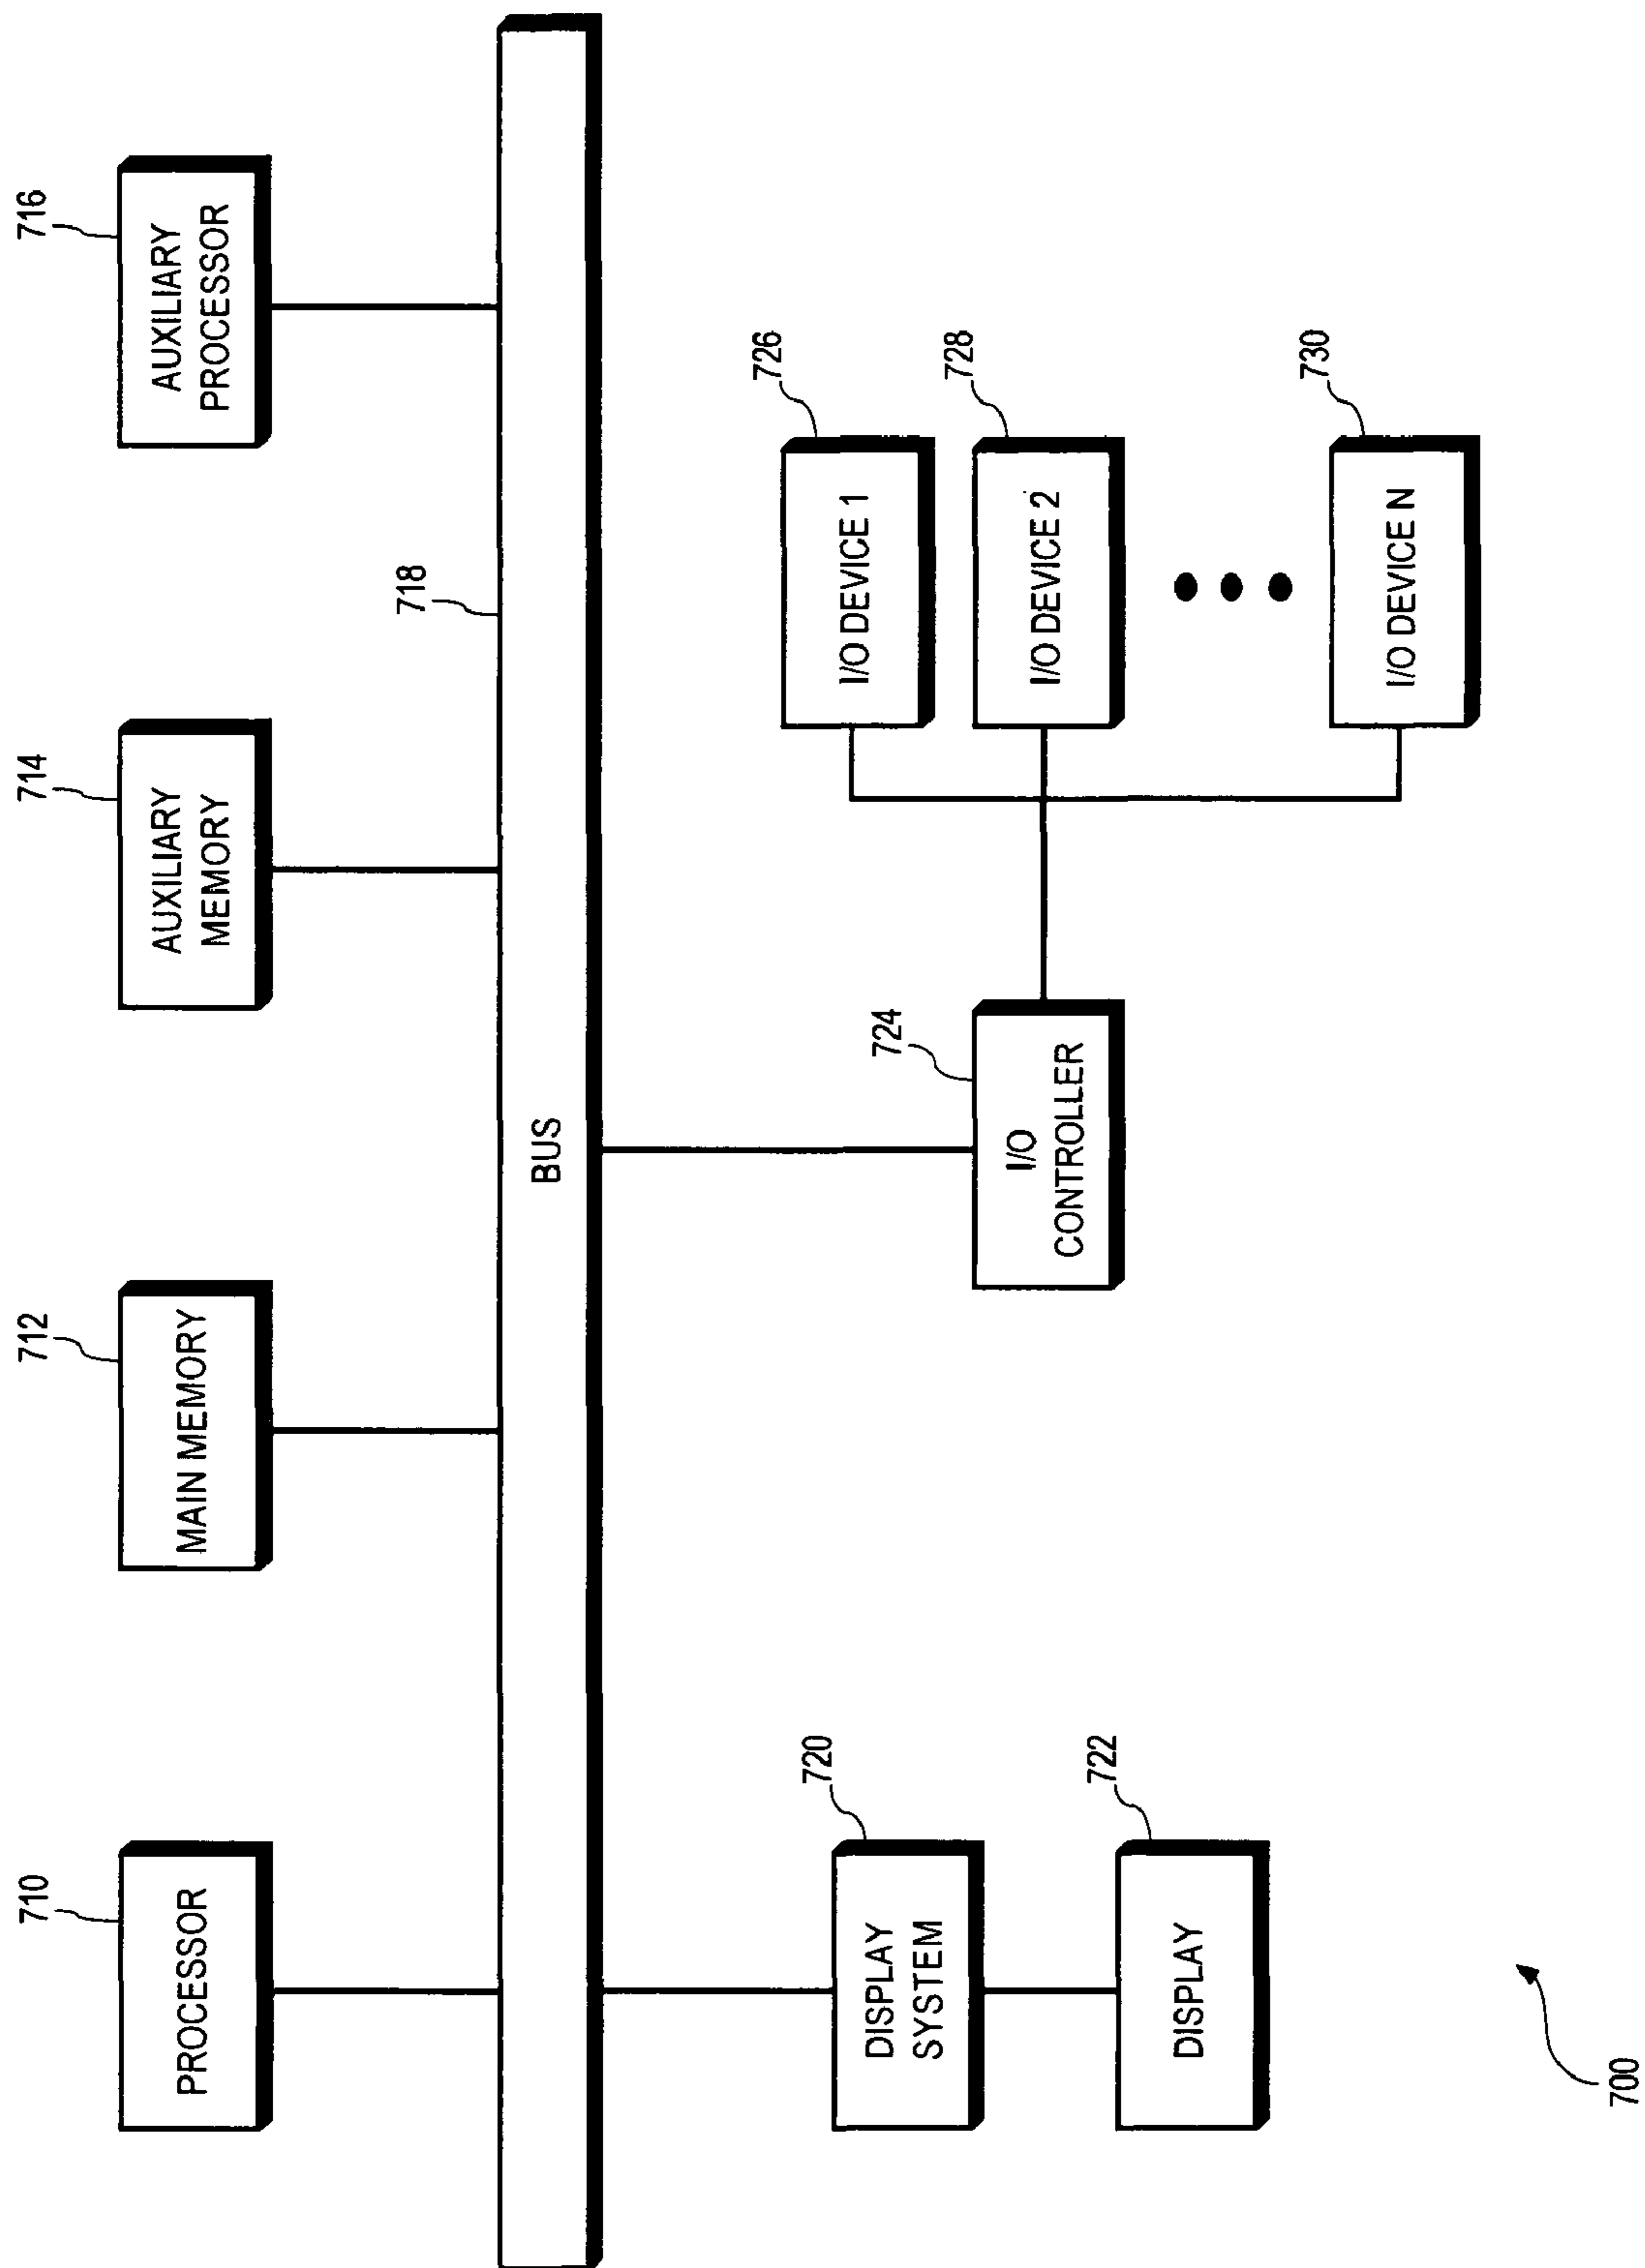 710
PROCESSOR
712
MAIN MEMORY
714
AUXILIARY
MEMORY
716
AUXILIARY
PROCESSOR
718
BUS
720
DISPLAY
SYSTEM
722
DISPLAY
724
I/O
CONTROLLER
726
I/O DEVICE 1
728
I/O DEVICE 2
730
I/O DEVICE N
700